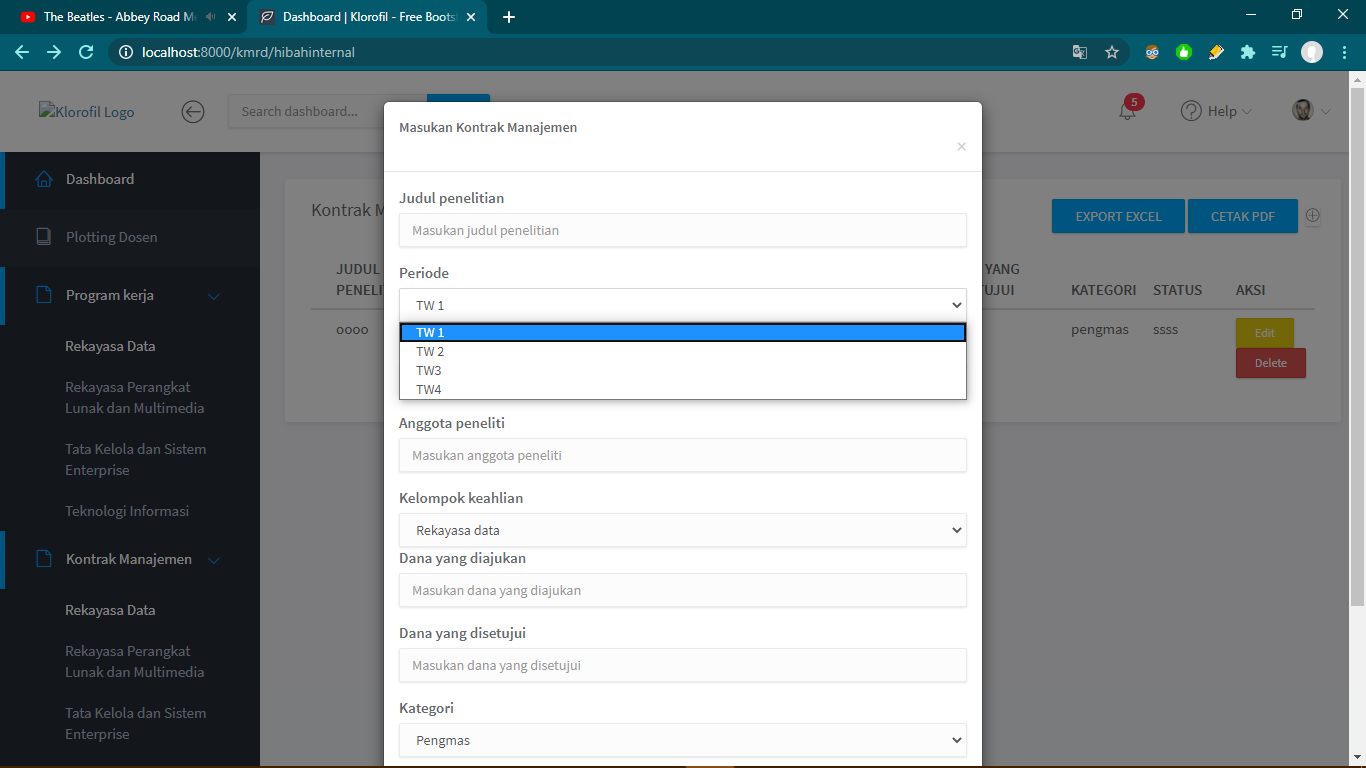 The Beatles - Abbey Road M
Dashboard | Klorofil - Free Boots
localhost:8000/kmrd/hibahinternal
Klorofil Logo
Search dashboard...
5
Help
Dashboard
Plotting Dosen
Program kerja
Rekayasa Data
Rekayasa Perangkat
Lunak dan Multimedia
Tata Kelola dan Sistem
Enterprise
Teknologi Informasi
Kontrak Manajemen
Rekayasa Data
Rekayasa Perangkat
Lunak dan Multimedia
Tata Kelola dan Sistem
Enterprise
Kontrak M
EXPORT EXCEL
CETAK PDF
JUDUL
PENELI
YANG
UJUI
KATEGORI
STATUS
AKSI
oooo
pengmas
ssss
Edit
Delete
Masukan Kontrak Manajemen
×
Judul penelitian
Masukan judul penelitian
Periode
TW 1
TW 1
TW 2
TW3
TW4
Anggota peneliti
Masukan anggota peneliti
Kelompok keahlian
Rekayasa data
Dana yang diajukan
Masukan dana yang diajukan
Dana yang disetujui
Masukan dana yang disetujui
Kategori
Pengmas